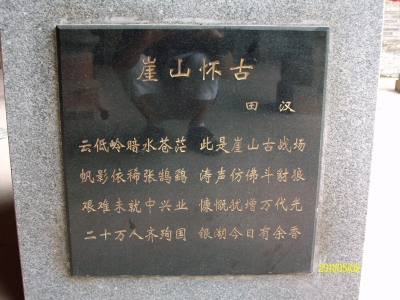 崖山怀古
田汉
云低岭暗水苍茫 此是崖山古战场
帆影依稀张鹄鹢 涛声仿佛斗豺狼
艰难未就中兴业 慷慨犹增万代光
二十万人齐殉国 银湖今日有余香